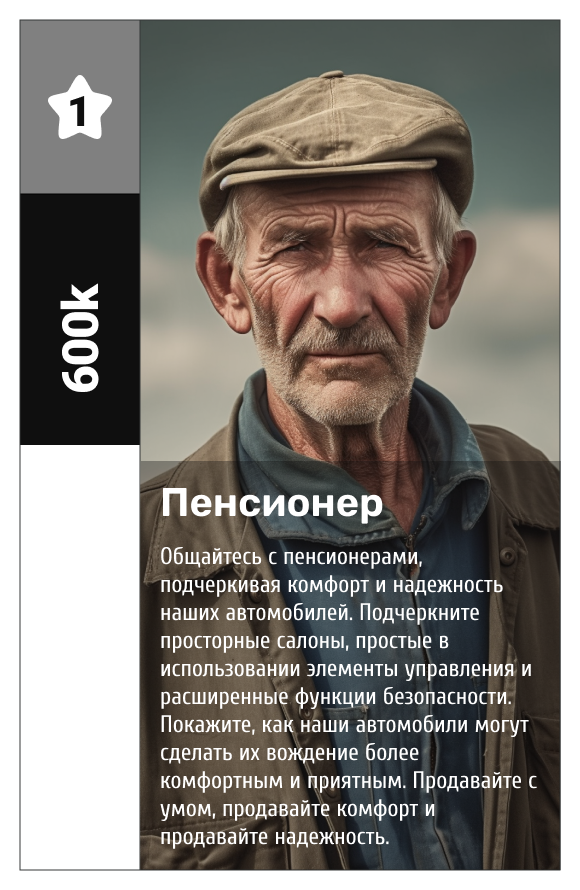 1
600k
Пенсионер
Общайтесь с пенсионерами,
подчеркивая комфорт и надежность
наших автомобилей. Подчеркните
просторные салоны, простые в
использовании элементы управления и
расширенные функции безопасности.
Покажите, как наши автомобили могут
сделать их вождение более
комфортным и приятным. Продавайте с
умом, продавайте комфорт и
продавайте надежность.